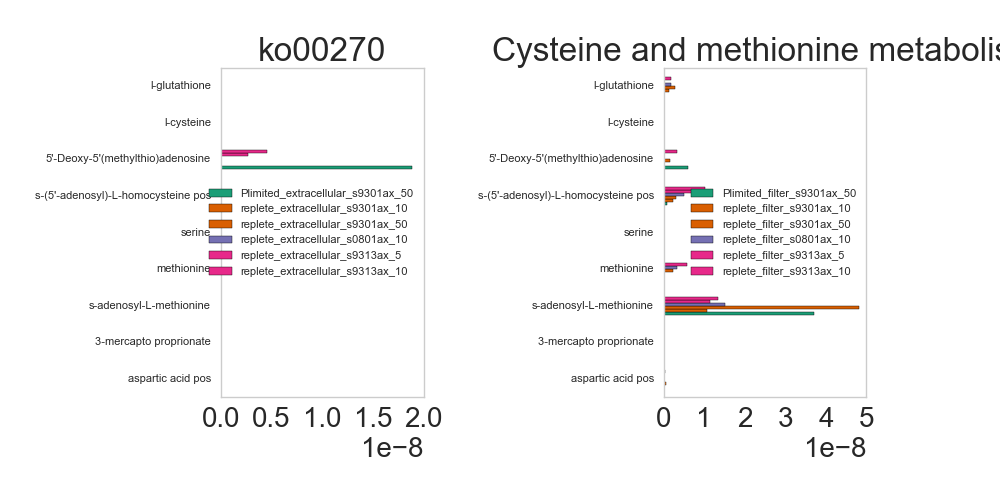 ko00270
l-glutathione
l-cysteine
5'-Deoxy-5'(methylthio)adenosine
s-(5'-adenosyl)-L-homocysteine pos
serine
methionine
s-adenosyl-L-methionine
3-mercapto proprionate
aspartic acid pos
Plimited_extracellular_s9301ax_50
replete_extracellular_s9301ax_10
replete_extracellular_s9301ax_50
replete_extracellular_s0801ax_10
replete_extracellular_s9313ax_5
replete_extracellular_s9313ax_10
0.0 0.5 1.0 1.5 2.0
1e−8
Cysteine and methionine metabolis
l-glutathione
l-cysteine
5'-Deoxy-5'(methylthio)adenosine
s-(5'-adenosyl)-L-homocysteine pos
serine
methionine
s-adenosyl-L-methionine
3-mercapto proprionate
aspartic acid pos
Plimited_filter_s9301ax_50
replete_filter_s9301ax_10
replete_filter_s9301ax_50
replete_filter_s0801ax_10
replete_filter_s9313ax_5
replete_filter_s9313ax_10
0 1 2 3 4 5
1e−8